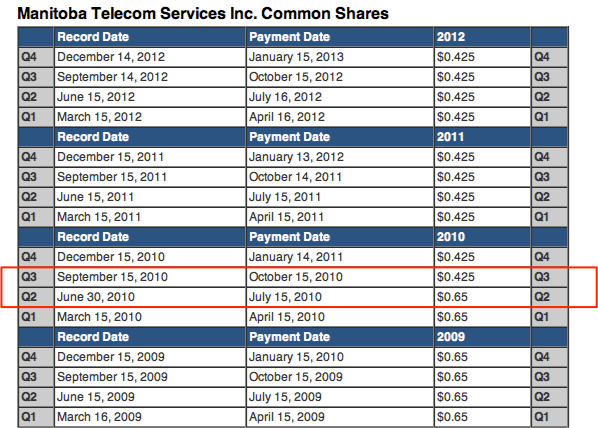 Manitoba Telecom Services Inc. Common Shares
Record Date Payment Date 2012
Q4 December 14, 2012 January 15, 2013 $0.425 Q4
Q3 September 14, 2012 October 15, 2012 $0.425 Q3
Q2 June 15, 2012 July 16, 2012 $0.425 Q2
Q1 March 15, 2012 April 16, 2012 $0.425 Q1
Record Date Payment Date 2011
Q4 December 15, 2011 January 13, 2012 $0.425 Q4
Q3 September 15, 2011 October 14, 2011 $0.425 Q3
Q2 June 15, 2011 July 15, 2011 $0.425 Q2
Q1 March 15, 2011 April 15, 2011 $0.425 Q1
Record Date Payment Date 2010
Q4 December 15, 2010 January 14, 2011 $0.425 Q4
Q3 September 15, 2010 October 15, 2010 $0.425 Q3
Q2 June 30, 2010 July 15, 2010 $0.65 Q2
Q1 March 15, 2010 April 15, 2010 $0.65 Q1
Record Date Payment Date 2009
Q4 December 15, 2009 January 15, 2010 $0.65 Q4
Q3 September 15, 2009 October 15, 2009 $0.65 Q3
Q2 June 15, 2009 July 15, 2009 $0.65 Q2
Q1 March 16, 2009 April 15, 2009 $0.65 Q1